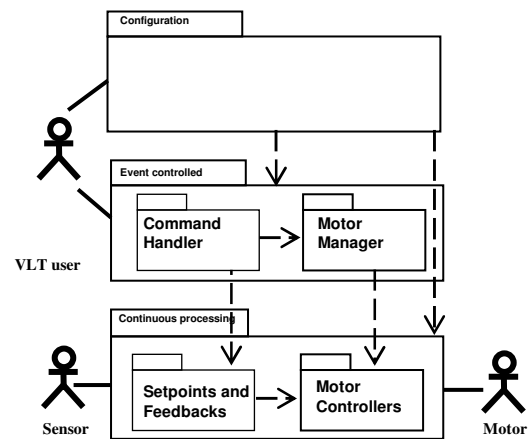 Configuration
Event controlled
Command
Handler
Motor
Manager
VLT user
Continuous processing
Setpoints and
Feedbacks
Motor
Controllers
Sensor
Motor